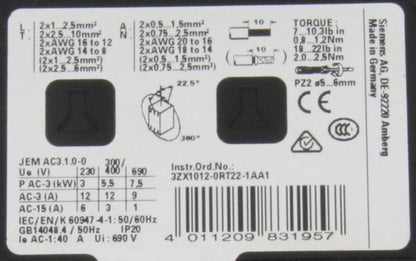 L: 2x1...2,5mm²
2x2.5...10mm²
T: 2xAWG 16 to 12
2xAWG 14 to 8
(2x1...2,5mm²)
(2x2.5...6mm²)
A: 2x0.5...1,5mm²
2x0,75...2,5mm²
N: 2xAWG 20 to 16
2xAWG 18 to 14
(2x0.5...1,5mm²)
(2x0,75...2,5mm²)
10
10
TORQUE:
7...10,3lb in
0,8...1,2Nm
18...22lb in
2,0...2,5Nm
PZ2 ø5...6mm
Siemens AG, DE-92220 Amberg
Made in Germany
22.5°
360°
CE
CCC
JEM AC3.1.0-0
Ue (V) 230 300/400 690
P AC-3 (kW) 3 5,5 7,5
AC-3 (A) 12 12 9
AC-15 (A) 6 3 1
IEC/EN/K 60947-4-1: 50/60Hz
GB14048.4 / 50Hz IP20
Ie AC-1: 40 A Ui: 690 V
Instr.Ord.No.:
3ZX1012-0RT22-1AA1
4 011209 831957